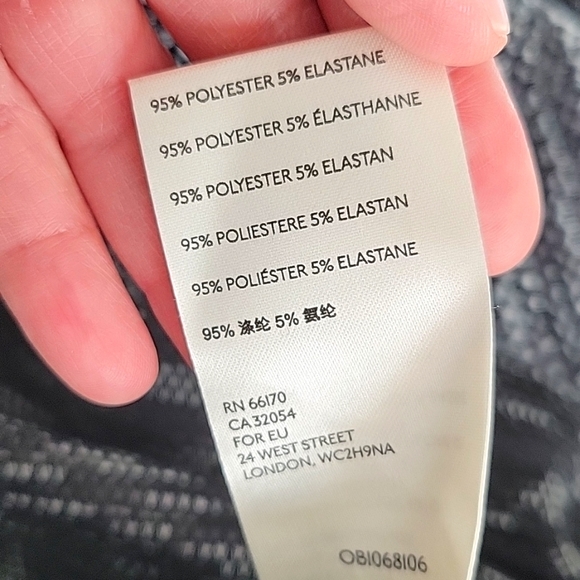 95% POLYESTER 5% ELASTANE
95% POLYESTER 5% ÉLASTHANNE
95% POLYESTER 5% ELASTAN
95% POLIESTERE 5% ELASTAN
95% POLIÉSTER 5% ELASTANE
95% 涤纶 5% 氨纶
RN 66170
CA 32054
FOR EU
24 WEST STREET
LONDON, WC2H9NA
OB1068106